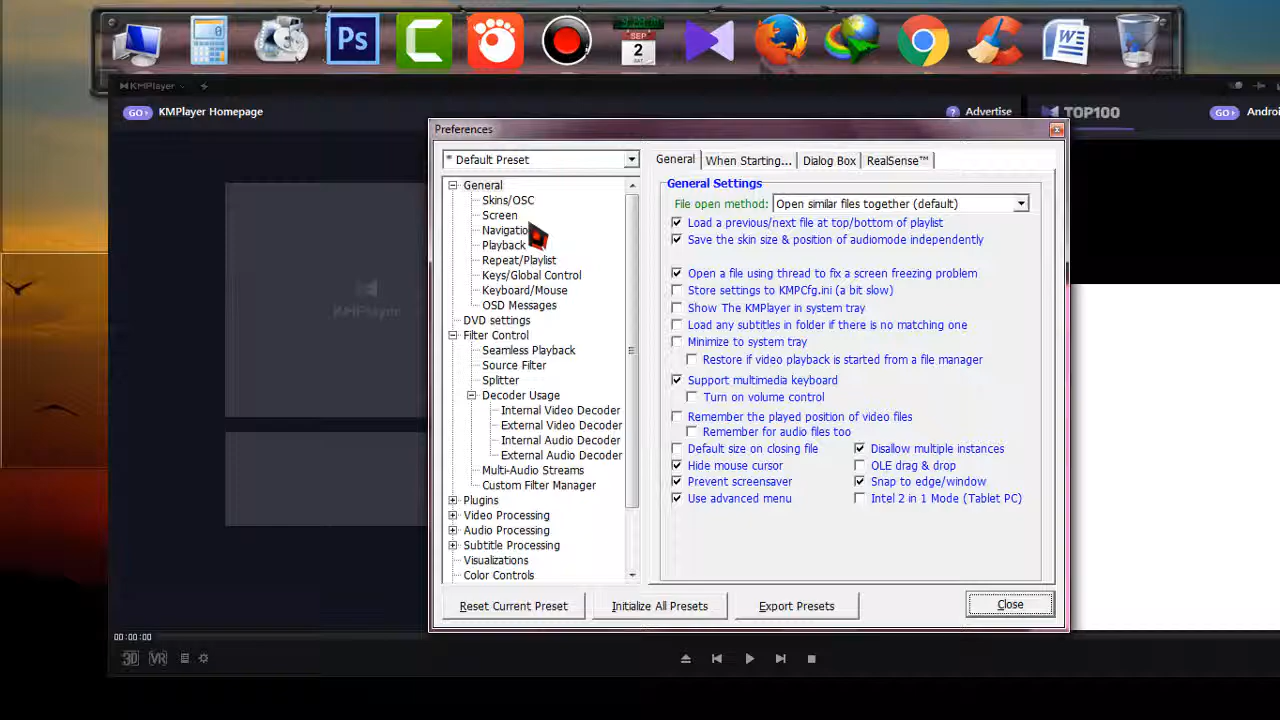 Ps
SEP
2
SAT
W
KMPlayer
GO
KMPlayer Homepage
Advertise
TOP100
GO
Android
Preferences
* Default Preset
General
Skins/OSC
Screen
Navigation
Playback
Repeat/Playlist
Keys/Global Control
Keyboard/Mouse
OSD Messages
DVD settings
Filter Control
Seamless Playback
Source Filter
Splitter
Decoder Usage
Internal Video Decoder
External Video Decoder
Internal Audio Decoder
External Audio Decoder
Multi-Audio Streams
Custom Filter Manager
Plugins
Video Processing
Audio Processing
Subtitle Processing
Visualizations
Color Controls
General
When Starting...
Dialog Box
RealSense™
General Settings
File open method: Open similar files together (default)
Load a previous/next file at top/bottom of playlist
Save the skin size & position of audiomode independently
Open a file using thread to fix a screen freezing problem
Store settings to KMPCfg.ini (a bit slow)
Show The KMPlayer in system tray
Load any subtitles in folder if there is no matching one
Minimize to system tray
Restore if video playback is started from a file manager
Support multimedia keyboard
Turn on volume control
Remember the played position of video files
Remember for audio files too
Default size on closing file
Disallow multiple instances
Hide mouse cursor
OLE drag & drop
Prevent screensaver
Snap to edge/window
Use advanced menu
Intel 2 in 1 Mode (Tablet PC)
Reset Current Preset
Initialize All Presets
Export Presets
Close
KMPlayer
00:00:00
3D
VR